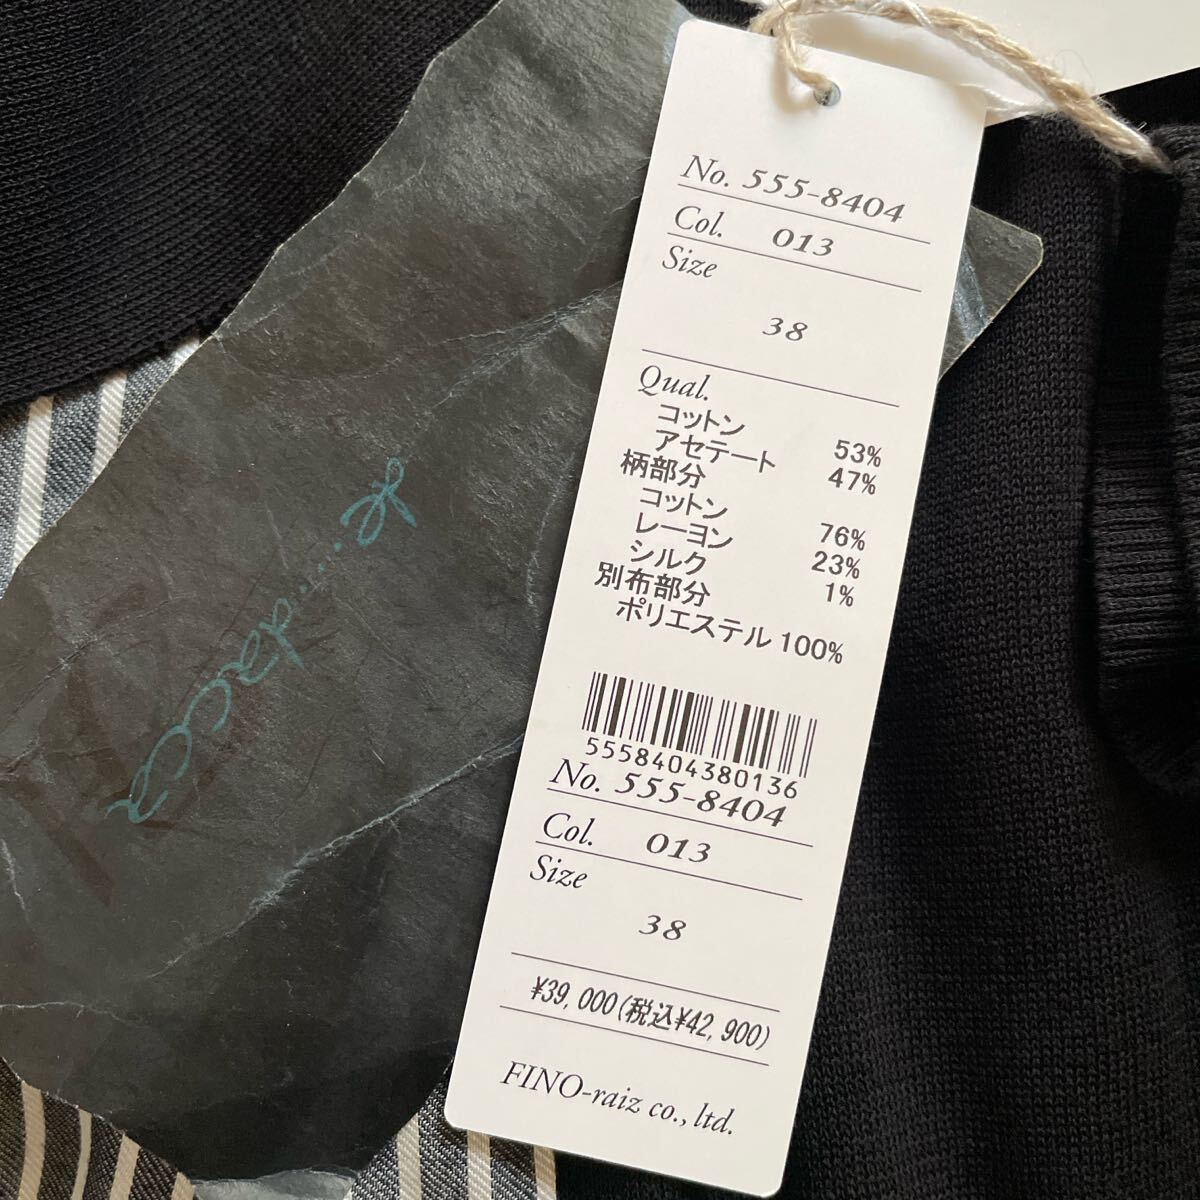 No. 555-8404
Col. 013
Size
38
Qual.
コットン 53%
アセテート 47%
柄部分
コットン 76%
レーヨン 23%
シルク 1%
別布部分
ポリエステル 100%
5558404380136
No. 555-8404
Col. 013
Size
38
¥39,000(税込¥42,900)
FINO-raiz co., ltd.